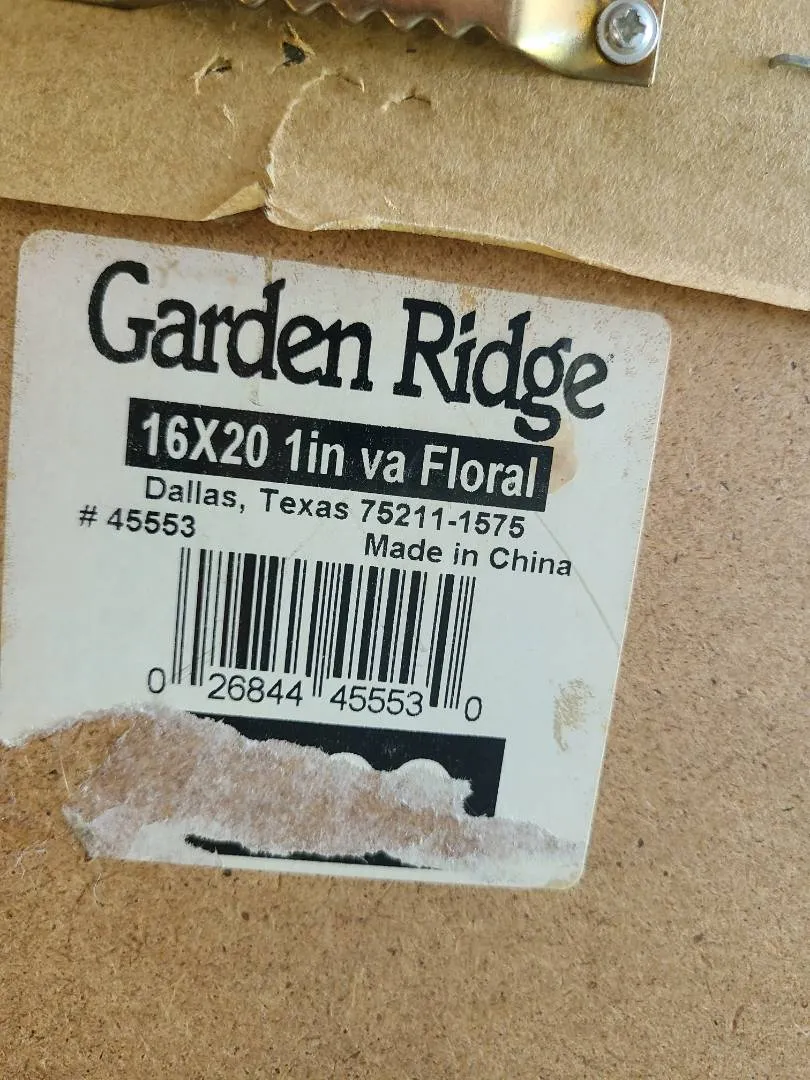 Garden Ridge
16X20 1in va Floral
Dallas, Texas 75211-1575
# 45553
Made in China
0 26844 45553 0